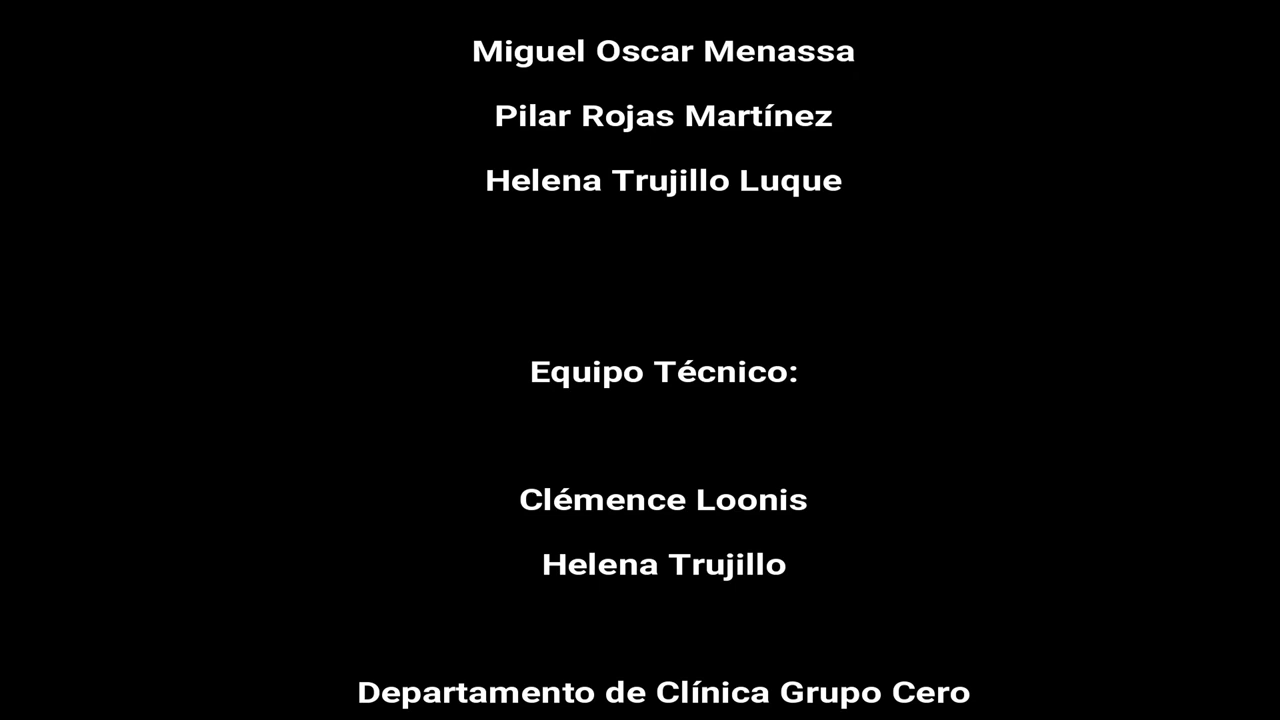 Miguel Oscar Menassa
Pilar Rojas Martínez
Helena Trujillo Luque
Equipo Técnico:
Clémence Loonis
Helena Trujillo
Departamento de Clínica Grupo Cero